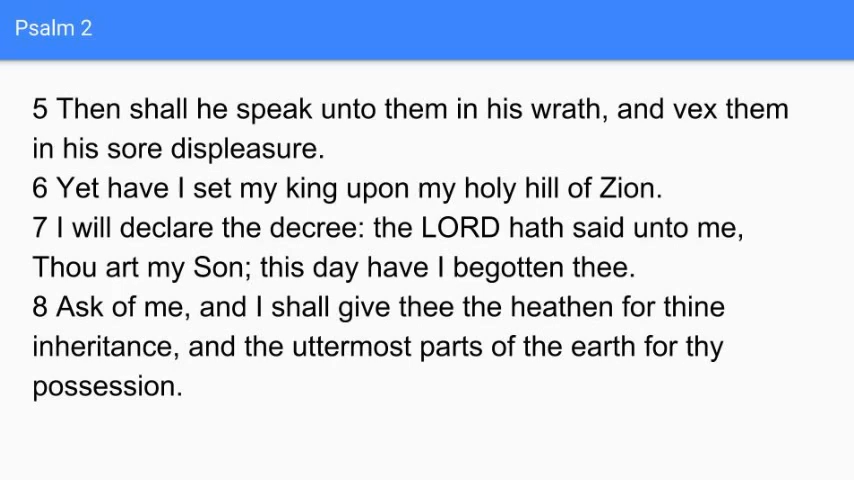 Psalm 2
5 Then shall he speak unto them in his wrath, and vex them
in his sore displeasure.
6 Yet have I set my king upon my holy hill of Zion.
7 I will declare the decree: the LORD hath said unto me,
Thou art my Son; this day have I begotten thee.
8 Ask of me, and I shall give thee the heathen for thine
inheritance, and the uttermost parts of the earth for thy
possession.